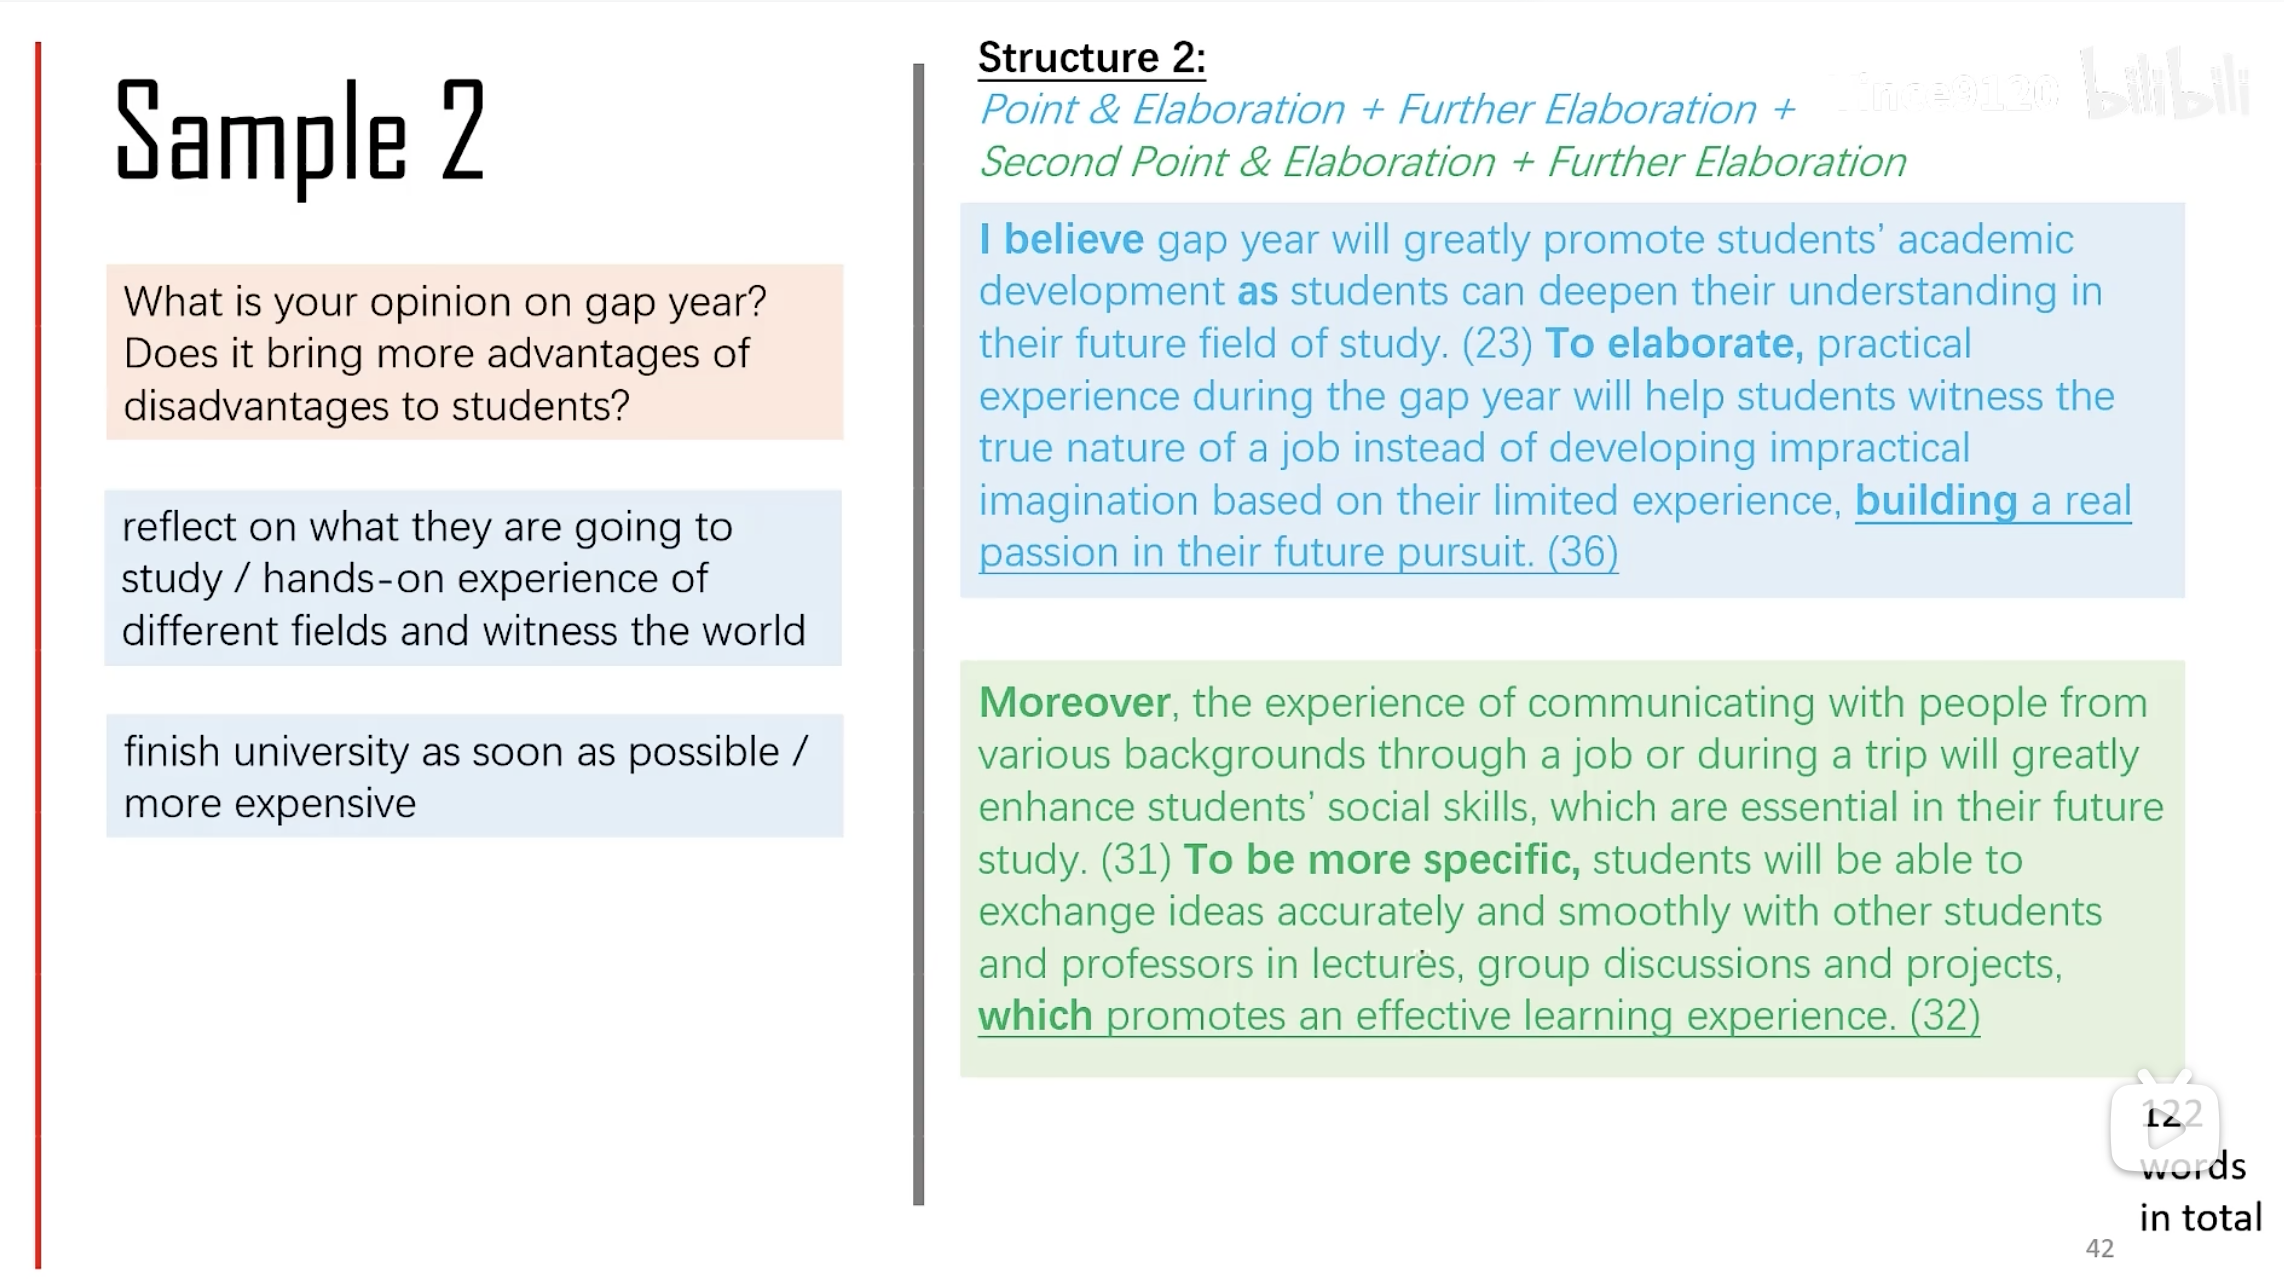 Sample 2
What is your opinion on gap year?
Does it bring more advantages of
disadvantages to students?
reflect on what they are going to
study / hands-on experience of
different fields and witness the world
finish university as soon as possible /
more expensive
Structure 2:
Point & Elaboration + Further Elaboration +
Second Point & Elaboration + Further Elaboration
bilibili
I believe gap year will greatly promote students’ academic
development as students can deepen their understanding in
their future field of study. (23) To elaborate, practical
experience during the gap year will help students witness the
true nature of a job instead of developing impractical
imagination based on their limited experience, building a real
passion in their future pursuit. (36)
Moreover, the experience of communicating with people from
various backgrounds through a job or during a trip will greatly
enhance students’ social skills, which are essential in their future
study. (31) To be more specific, students will be able to
exchange ideas accurately and smoothly with other students
and professors in lectures, group discussions and projects,
which promotes an effective learning experience. (32)
122
words
in total
42